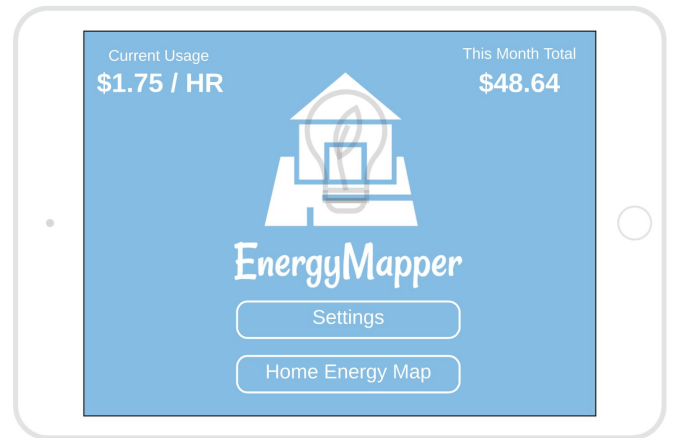 Current Usage
$1.75 / HR
This Month Total
$48.64
EnergyMapper
Settings
Home Energy Map